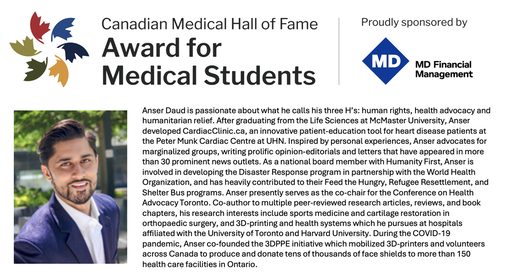 Canadian Medical Hall of Fame
Award for
Medical Students
Proudly sponsored by
MD
MD Financial
Management
Anser Daud is passionate about what he calls his three H's: human rights, health advocacy and
humanitarian relief. After graduating from the Life Sciences at McMaster University, Anser
developed CardiacClinic.ca, an innovative patient-education tool for heart disease patients at
the Peter Munk Cardiac Centre at UHN. Inspired by personal experiences, Anser advocates for
marginalized groups, writing prolific opinion-editorials and letters that have appeared in more
than 30 prominent news outlets. As a national board member with Humanity First, Anser is
involved in developing the Disaster Response program in partnership with the World Health
Organization, and has heavily contributed to their Feed the Hungry, Refugee Resettlement, and
Shelter Bus programs. Anser presently serves as the co-chair for the Conference on Health
Advocacy Toronto. Co-author to multiple peer-reviewed research articles, reviews, and book
chapters, his research interests include sports medicine and cartilage restoration in
orthopaedic surgery, and 3D-printing and health systems which he pursues at hospitals
affiliated with the University of Toronto and Harvard University. During the COVID-19
pandemic, Anser co-founded the 3DPPE initiative which mobilized 3D-printers and volunteers
across Canada to produce and donate tens of thousands of face shields to more than 150
health care facilities in Ontario.